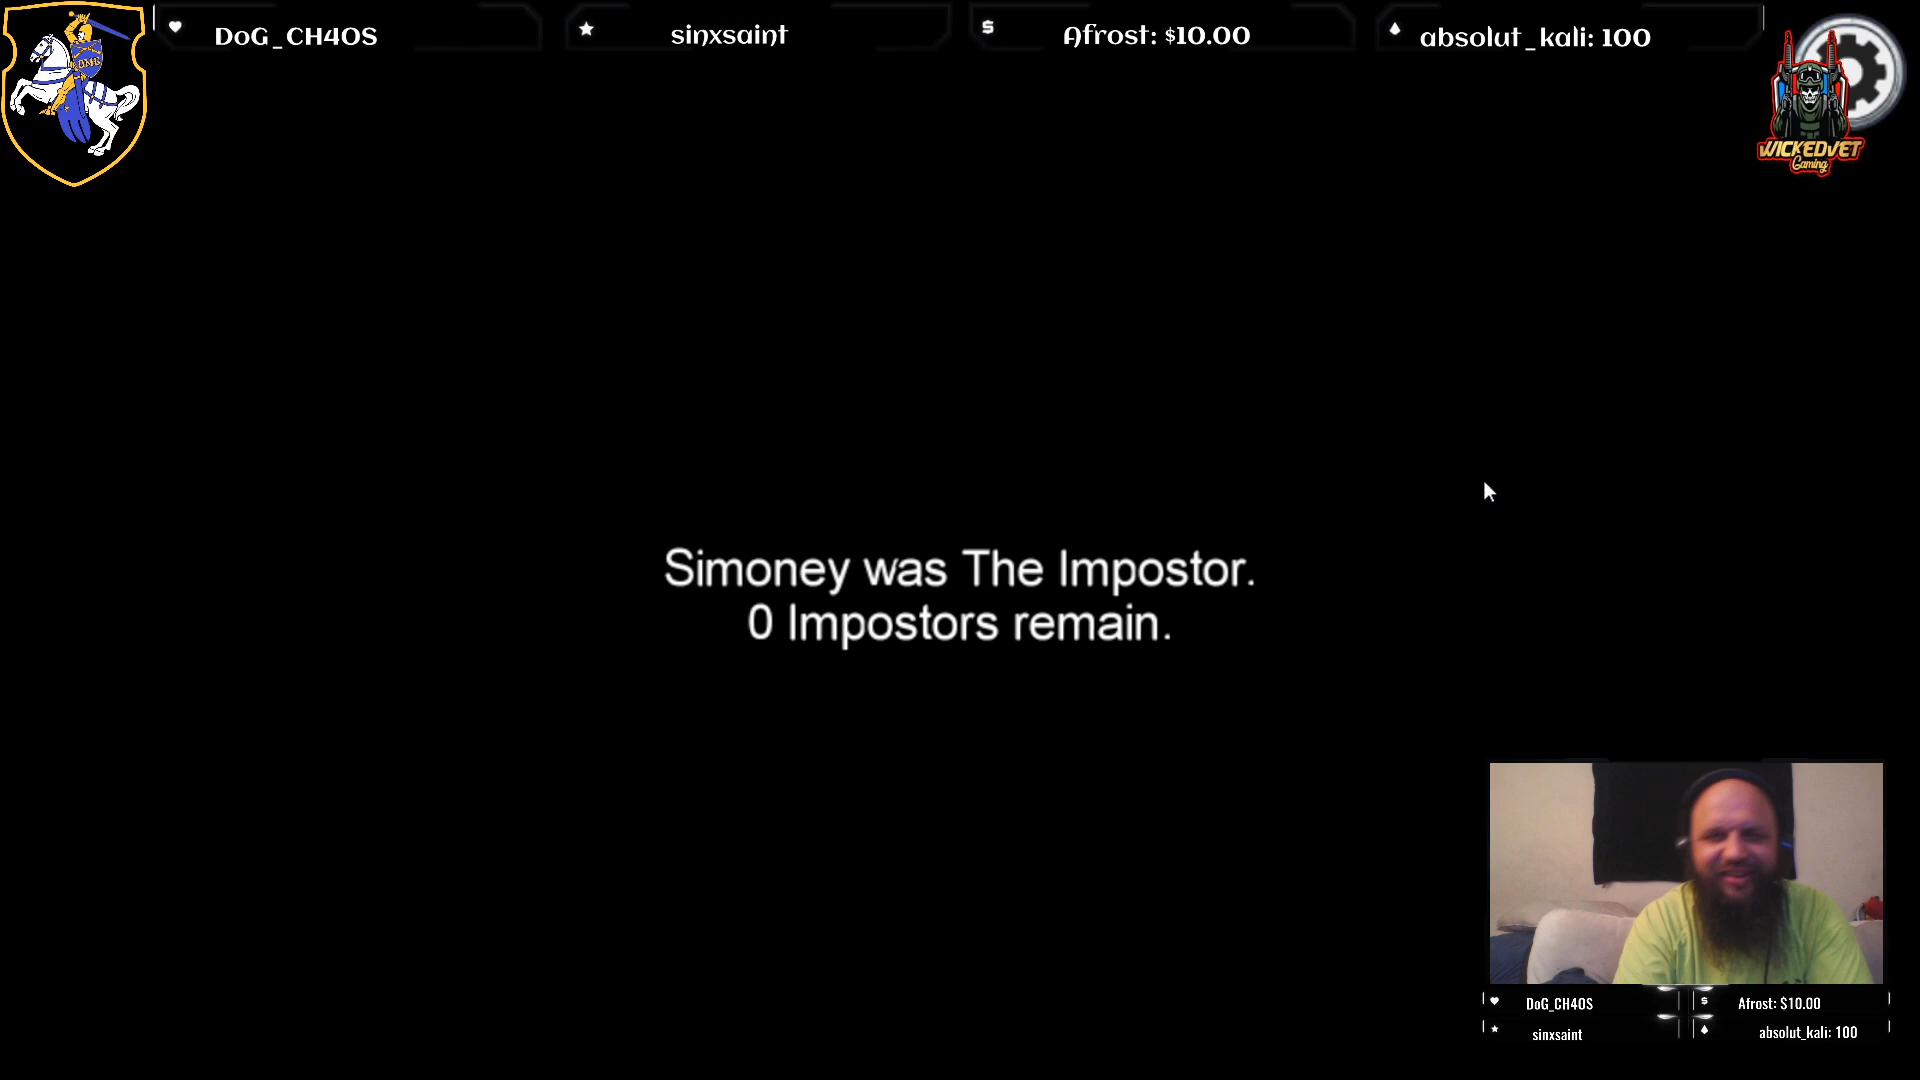 DoG_CH4OS
sinxsaint
$
Afrost: $10.00
absolut_kali: 100
WICKEDVET
Gaming
Simoney was The Impostor.
0 Impostors remain.
DoG_CH4OS
$
Afrost: $10.00
sinxsaint
absolut_kali: 100